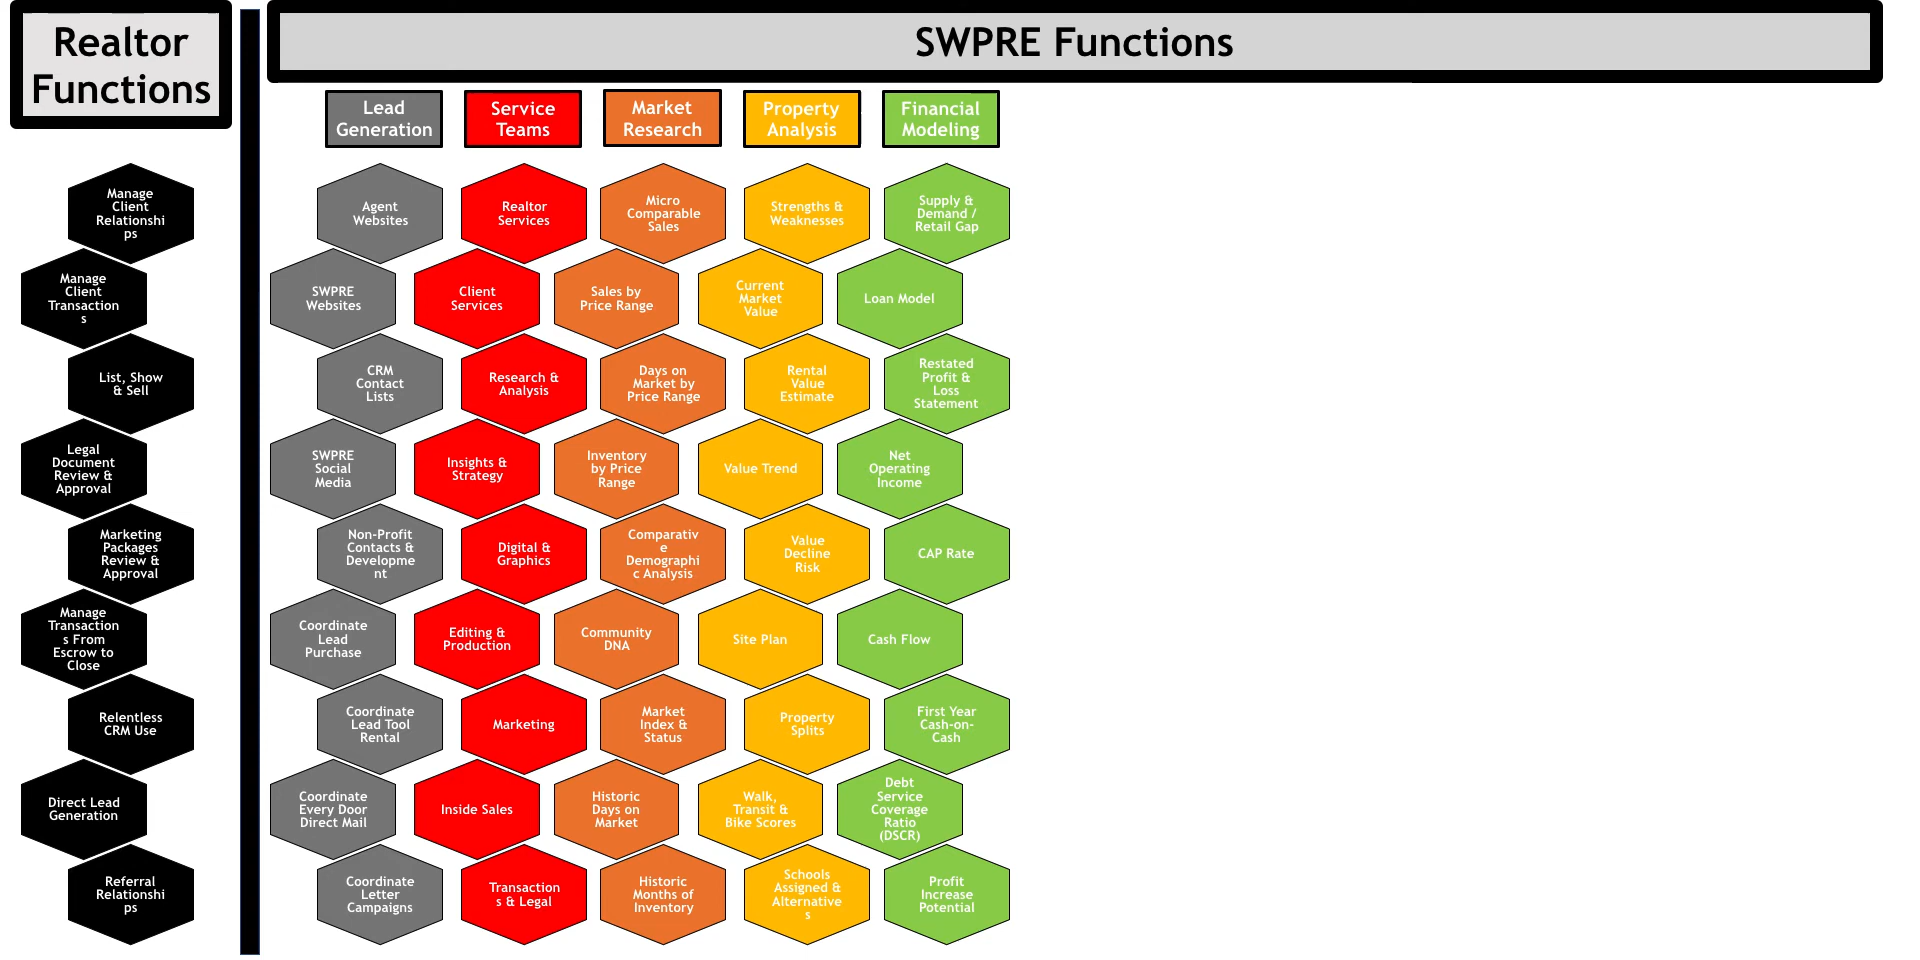 Realtor
Functions
SWPRE Functions
Lead
Generation
Service
Teams
Market
Research
Property
Analysis
Financial
Modeling
Manage
Client
Relationshi
ps
Manage
Client
Transaction
s
List, Show
& Sell
Legal
Document
Review &
Approval
Marketing
Packages
Review &
Approval
Manage
Transaction
s From
Escrow to
Close
Relentless
CRM Use
Direct Lead
Generation
Referral
Relationshi
ps
Agent
Websites
SWPRE
Websites
CRM
Contact
Lists
SWPRE
Social
Media
Non-Profit
Contacts &
Developme
nt
Coordinate
Lead
Purchase
Coordinate
Lead Tool
Rental
Coordinate
Every Door
Direct Mail
Coordinate
Letter
Campaigns
Realtor
Services
Client
Services
Research &
Analysis
Insights &
Strategy
Digital &
Graphics
Editing &
Production
Marketing
Inside Sales
Transaction
s & Legal
Micro
Comparable
Sales
Sales by
Price Range
Days on
Market by
Price Range
Inventory
by Price
Range
Comparativ
e
Demographi
c Analysis
Community
DNA
Market
Index &
Status
Historic
Days on
Market
Historic
Months of
Inventory
Strengths &
Weaknesses
Current
Market
Value
Rental
Value
Estimate
Value Trend
Value
Decline
Risk
Site Plan
Property
Splits
Walk,
Transit &
Bike Scores
Schools
Assigned &
Alternative
s
Supply &
Demand /
Retail Gap
Loan Model
Restated
Profit &
Loss
Statement
Net
Operating
Income
CAP Rate
Cash Flow
First Year
Cash-on-
Cash
Debt
Service
Coverage
Ratio
(DSCR)
Profit
Increase
Potential